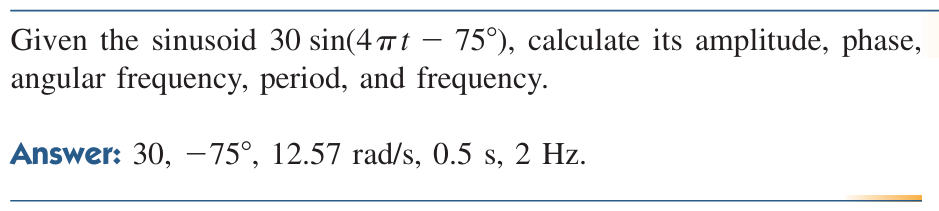 Given the sinusoid 30 sin(4πt − 75°), calculate its amplitude, phase,
angular frequency, period, and frequency.
Answer: 30, −75°, 12.57 rad/s, 0.5 s, 2 Hz.